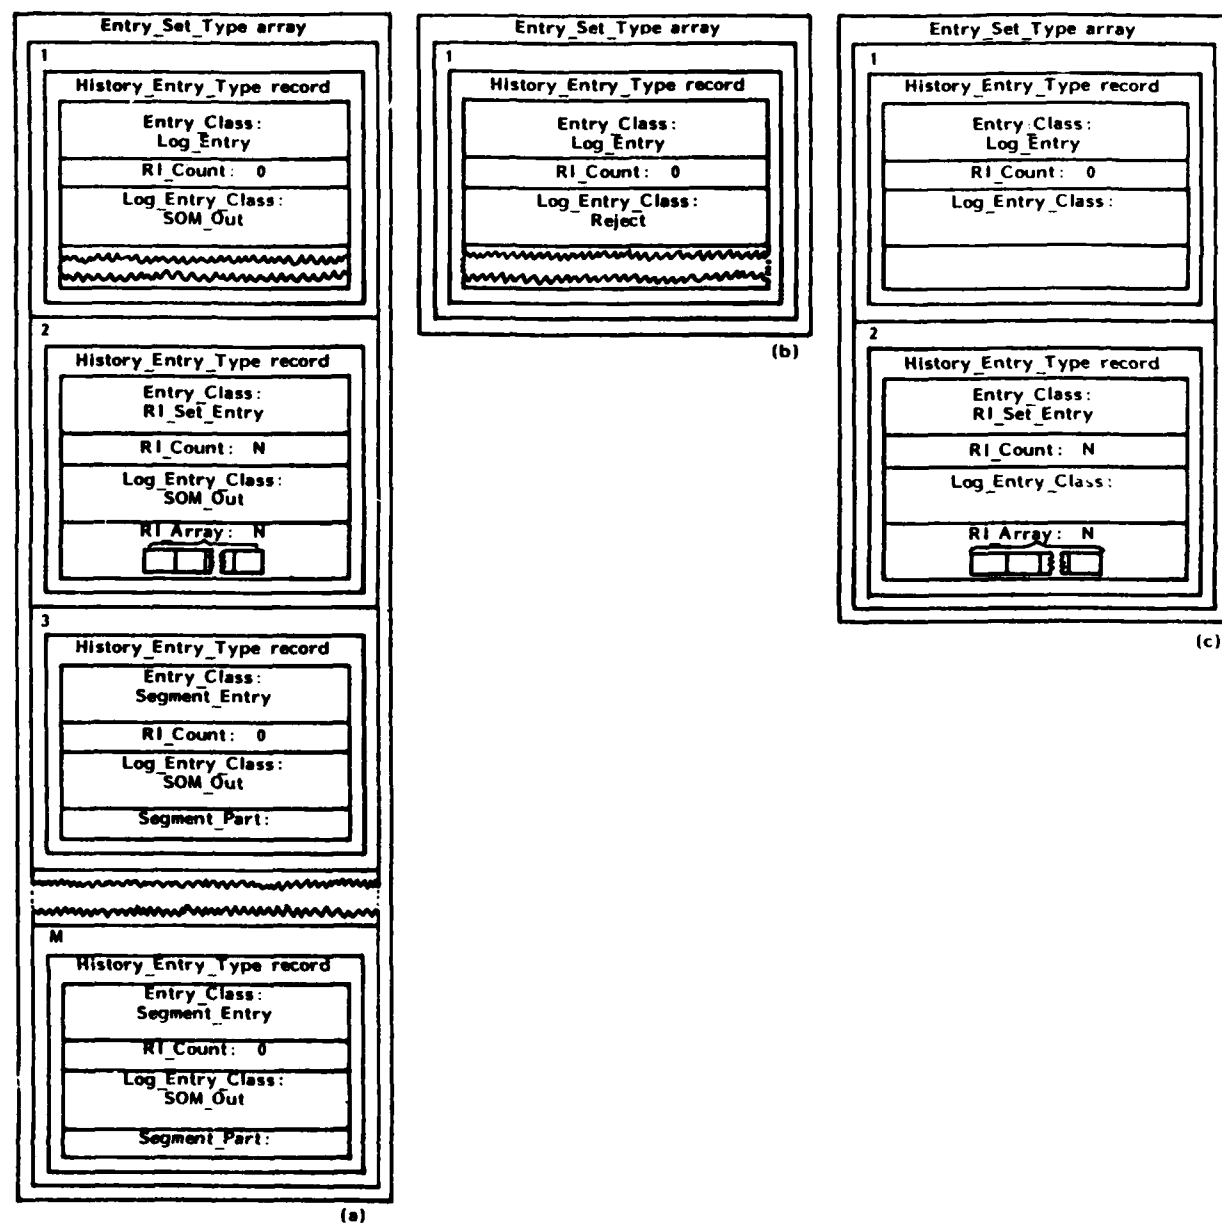 Entry_Set_Type array
1
History_Entry_Type record
Entry_Class:
Log_Entry
RI_Count: 0
Log_Entry_Class:
SOM_Out
2
History_Entry_Type record
Entry_Class:
RI_Set_Entry
RI_Count: N
Log_Entry_Class:
SOM_Out
RI_Array: N
3
History_Entry_Type record
Entry_Class:
Segment_Entry
RI_Count: 0
Log_Entry_Class:
SOM_Out
Segment_Part:
M
History_Entry_Type record
Entry_Class:
Segment_Entry
RI_Count: 0
Log_Entry_Class:
SOM_Out
Segment_Part:
(a)
Entry_Set_Type array
1
History_Entry_Type record
Entry_Class:
Log_Entry
RI_Count: 0
Log_Entry_Class:
Reject
(b)
Entry_Set_Type array
1
History_Entry_Type record
Entry_Class:
Log_Entry
RI_Count: 0
Log_Entry_Class:
2
History_Entry_Type record
Entry_Class:
RI_Set_Entry
RI_Count: N
Log_Entry_Class:
RI_Array: N
(c)